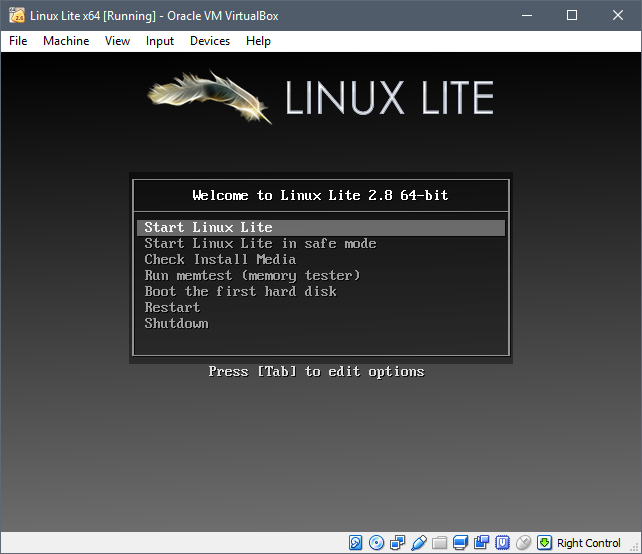 Linux Lite x64 [Running] - Oracle VM VirtualBox
File Machine View Input Devices Help
LINUX LITE
Welcome to Linux Lite 2.8 64-bit
Start Linux Lite
Start Linux Lite in safe mode
Check Install Media
Run memtest (memory tester)
Boot the first hard disk
Restart
Shutdown
Press [Tab] to edit options
Right Control